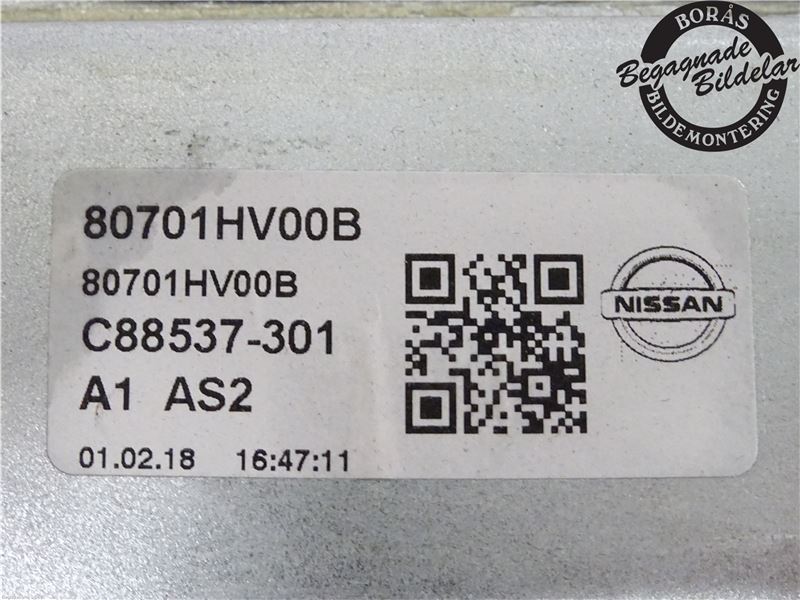 BORÅS
Begagnade
Bildelar
BILDEMONTERING
80701HV00B
80701HV00B
C88537-301
A1 AS2
01.02.18 16:47:11
NISSAN